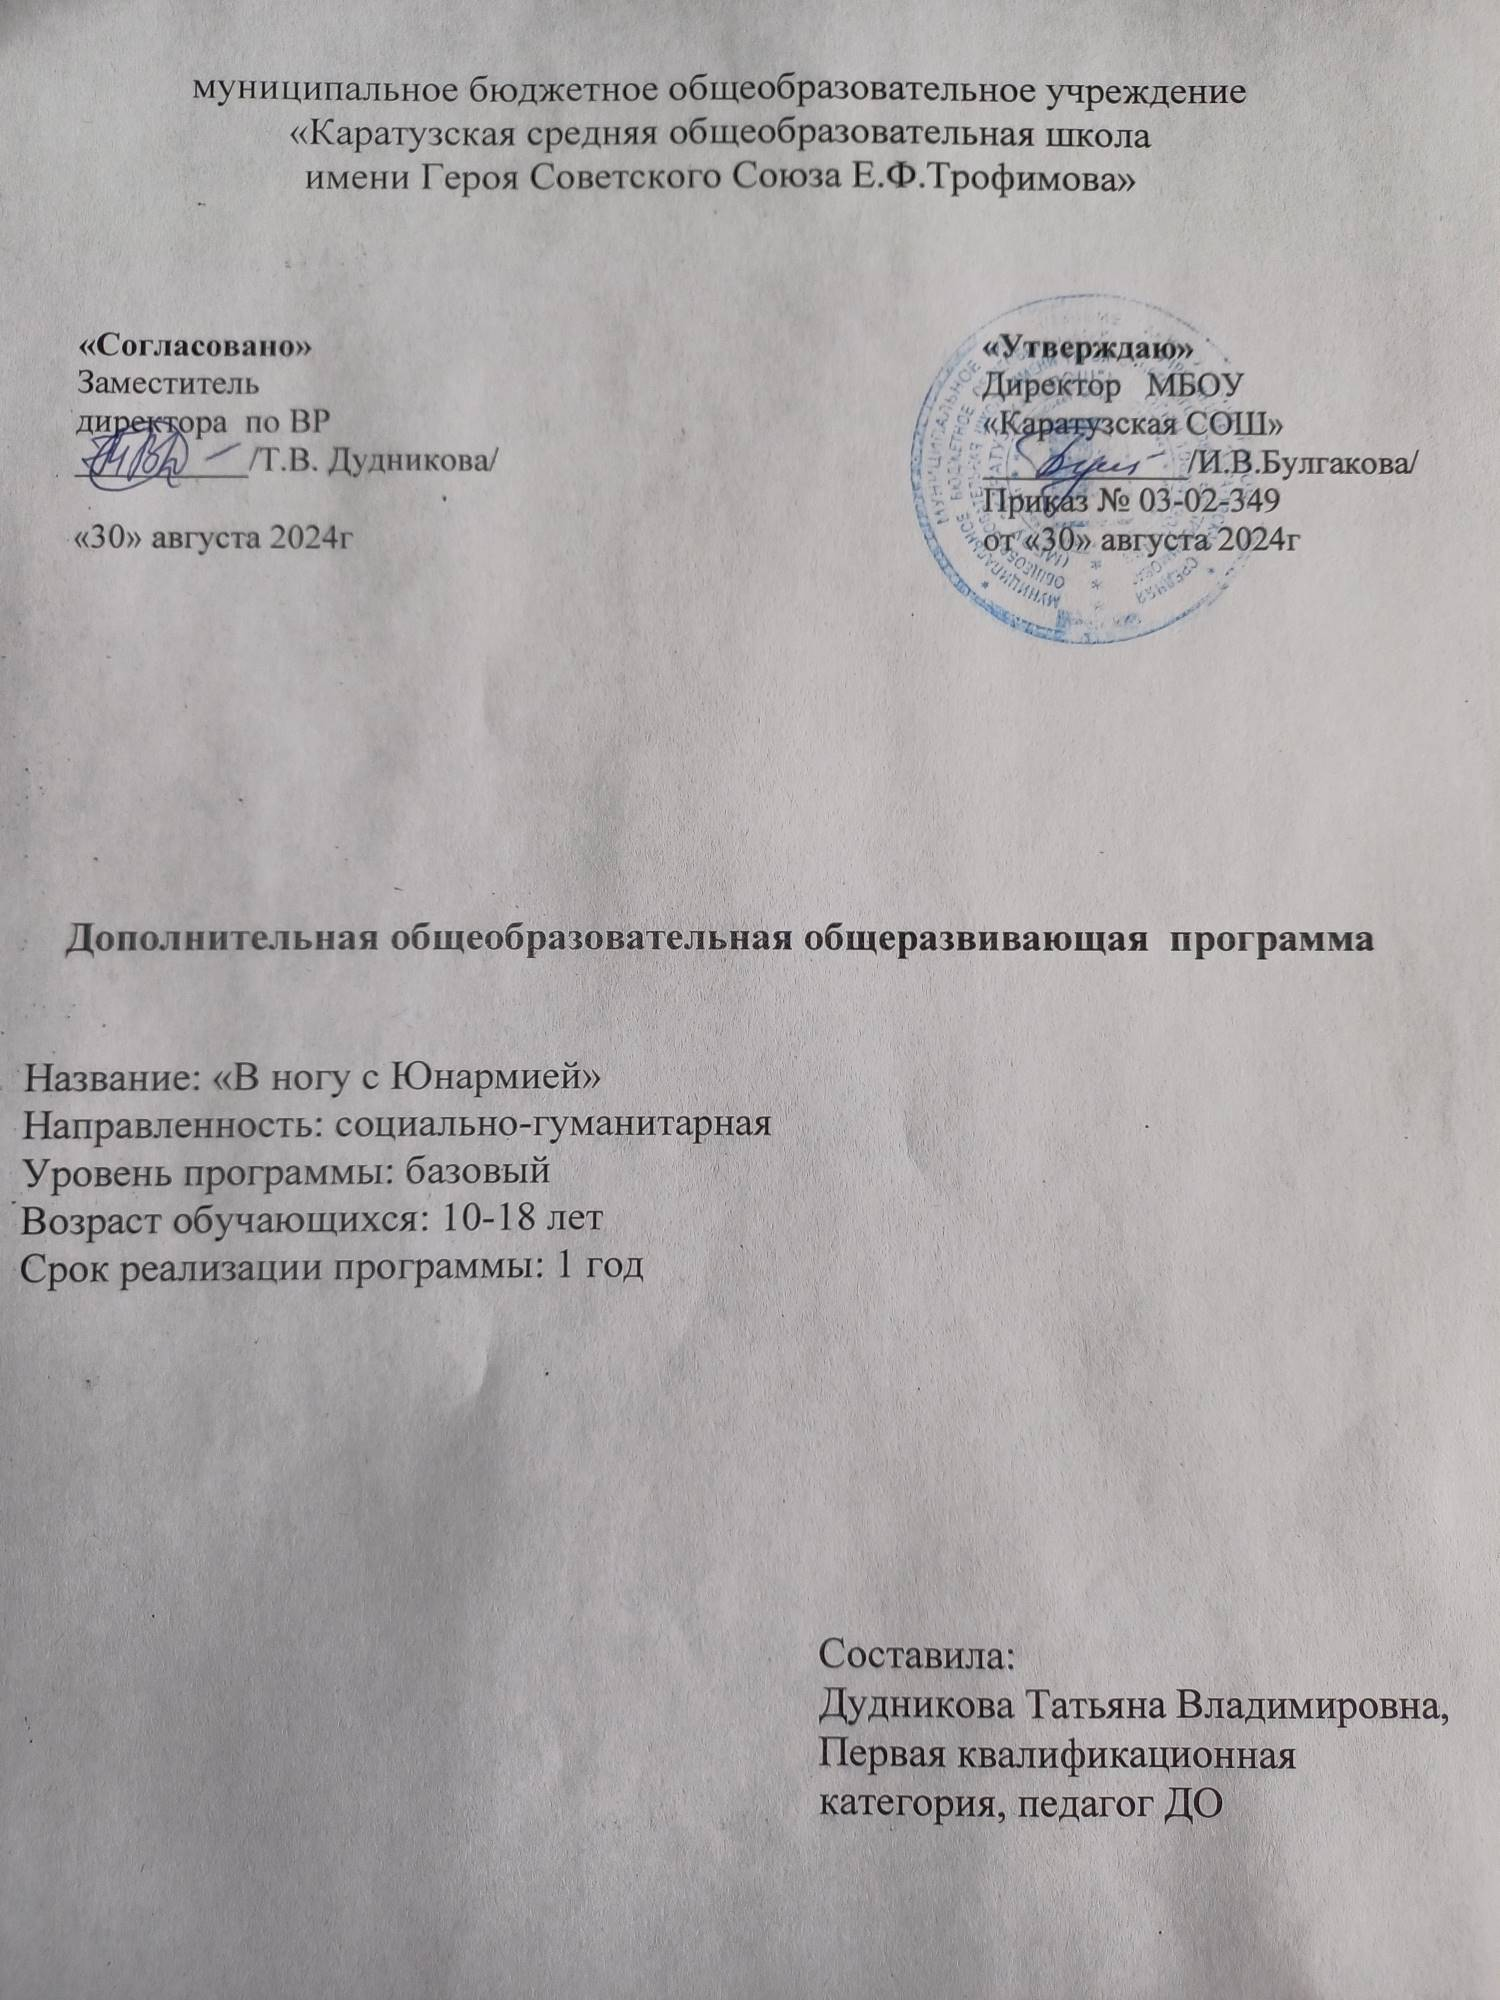 муниципальное бюджетное общеобразовательное учреждение
«Каратузская средняя общеобразовательная школа
имени Героя Советского Союза Е.Ф.Трофимова»
«Согласовано»
Заместитель
директора по ВР
/Т.В. Дудникова/
«30» августа 2024г
«Утверждаю»
Директор МБОУ
«Каратузская СОШ»
/И.В.Булгакова/
Приказ № 03-02-349
от «30» августа 2024г
Дополнительная общеобразовательная общеразвивающая программа
Название: «В ногу с Юнармией»
Направленность: социально-гуманитарная
Уровень программы: базовый
Возраст обучающихся: 10-18 лет
Срок реализации программы: 1 год
Составила:
Дудникова Татьяна Владимировна,
Первая квалификационная
категория, педагог ДО